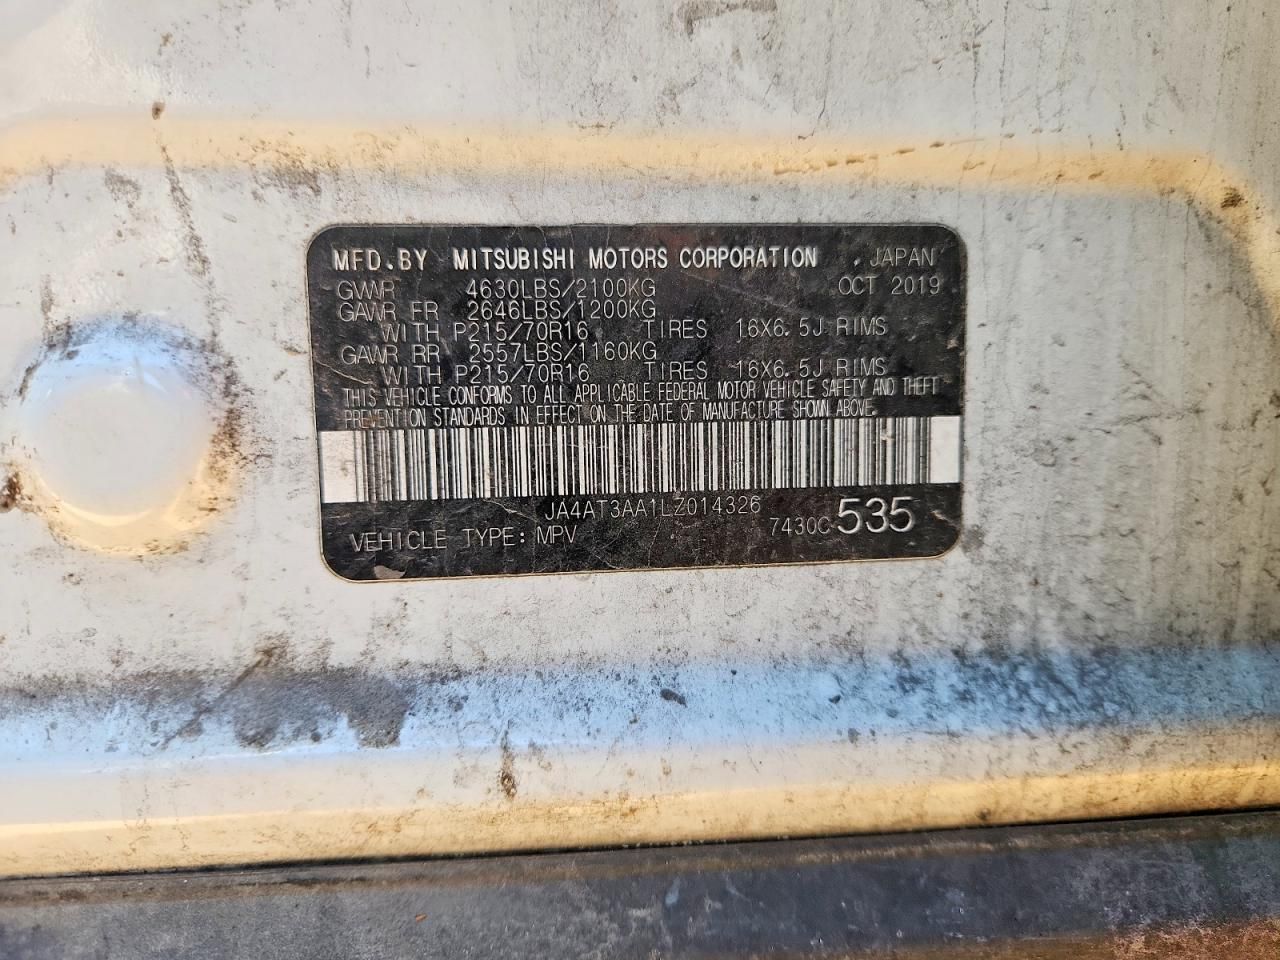 MFD.BY MITSUBISHI MOTORS CORPORATION . JAPAN
GVWR 4630LBS/2100KG OCT 2019
GAWR FR 2646LBS/1200KG
WITH P215/70R16 TIRES 16X6.5J RIMS
GAWR RR 2557LBS/1160KG
WITH P215/70R16 TIRES 16X6.5J RIMS
THIS VEHICLE CONFORMS TO ALL APPLICABLE FEDERAL MOTOR VEHICLE SAFETY AND THEFT
PREVENTION STANDARDS IN EFFECT ON THE DATE OF MANUFACTURE SHOWN ABOVE.
JA4AT3AA1LZ014326
VEHICLE TYPE: MPV 7430C 535